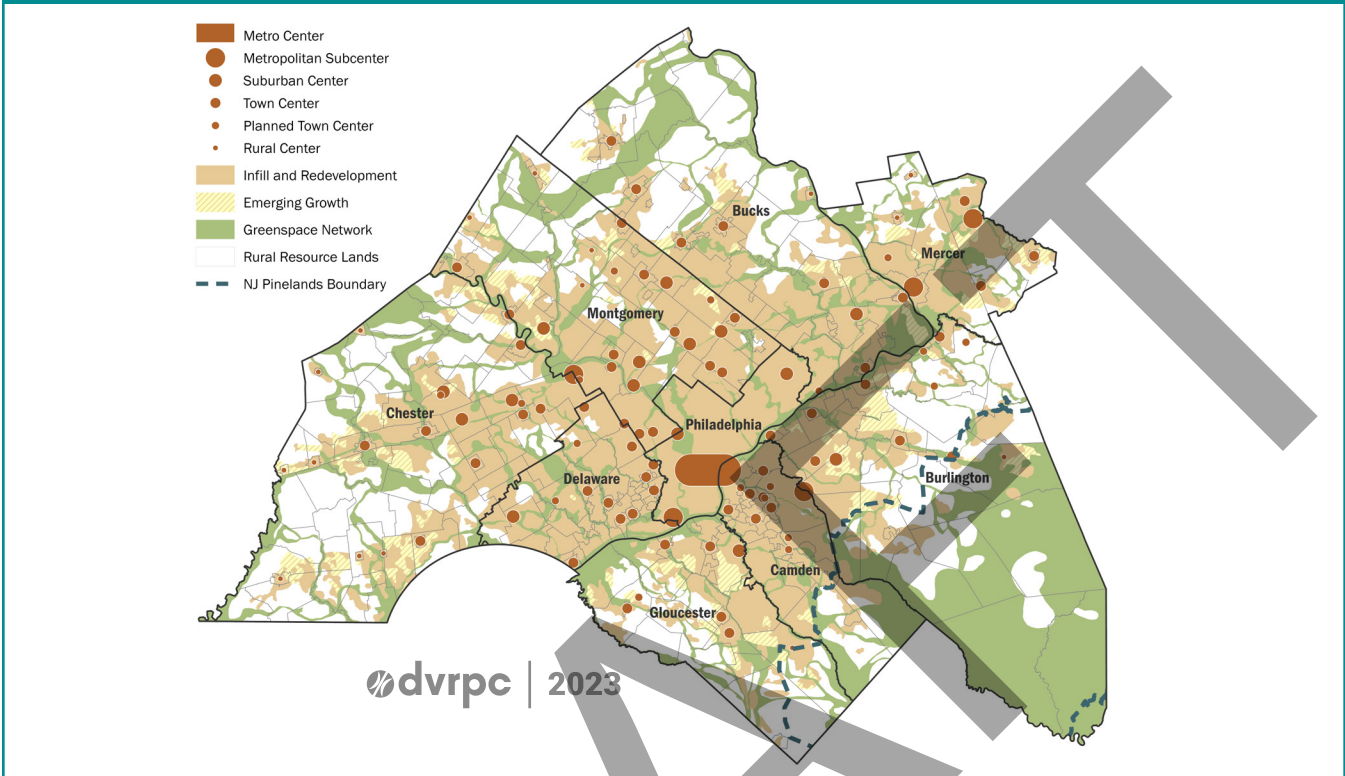 Metro Center
Metropolitan Subcenter
Suburban Center
Town Center
Planned Town Center
Rural Center
Infill and Redevelopment
Emerging Growth
Greenspace Network
Rural Resource Lands
NJ Pinelands Boundary
Bucks
Mercer
Montgomery
Chester
Philadelphia
Delaware
Burlington
Camden
Gloucester
dvrpc | 2023